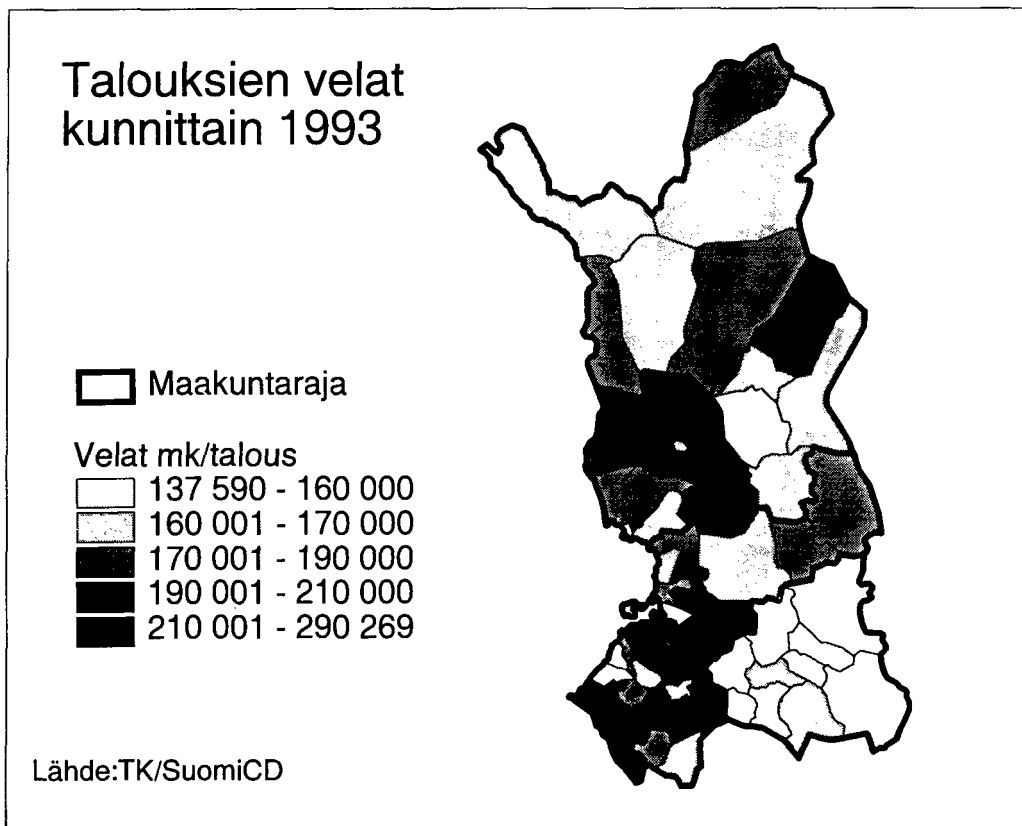 Talouksien velat
kunnittain 1993
Maakuntaraja
Velat mk/talous
137 590 - 160 000
160 001 - 170 000
170 001 - 190 000
190 001 - 210 000
210 001 - 290 269
Lähde:TK/SuomiCD